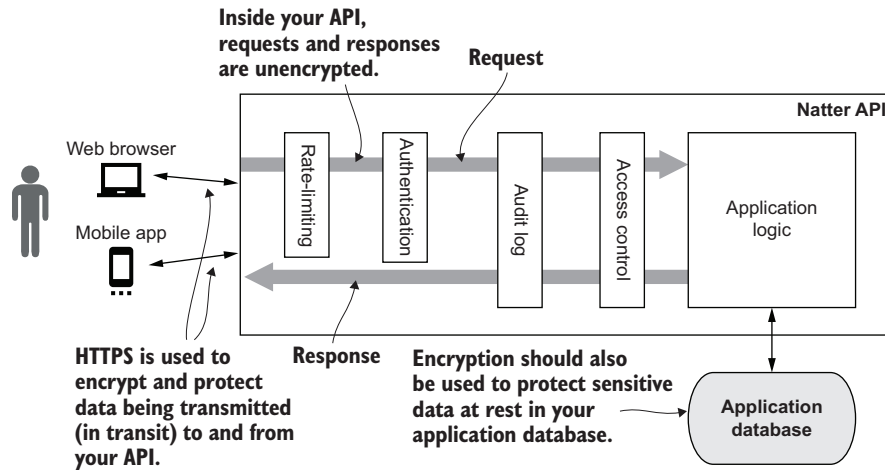 Inside your API,
requests and responses
are unencrypted.
Request
Natter API
Web browser
Mobile app
Rate-limiting
Authentication
Audit log
Access control
Application
logic
HTTPS is used to
encrypt and protect
data being transmitted
(in transit) to and from
your API.
Response
Encryption should also
be used to protect sensitive
data at rest in your
application database.
Application
database